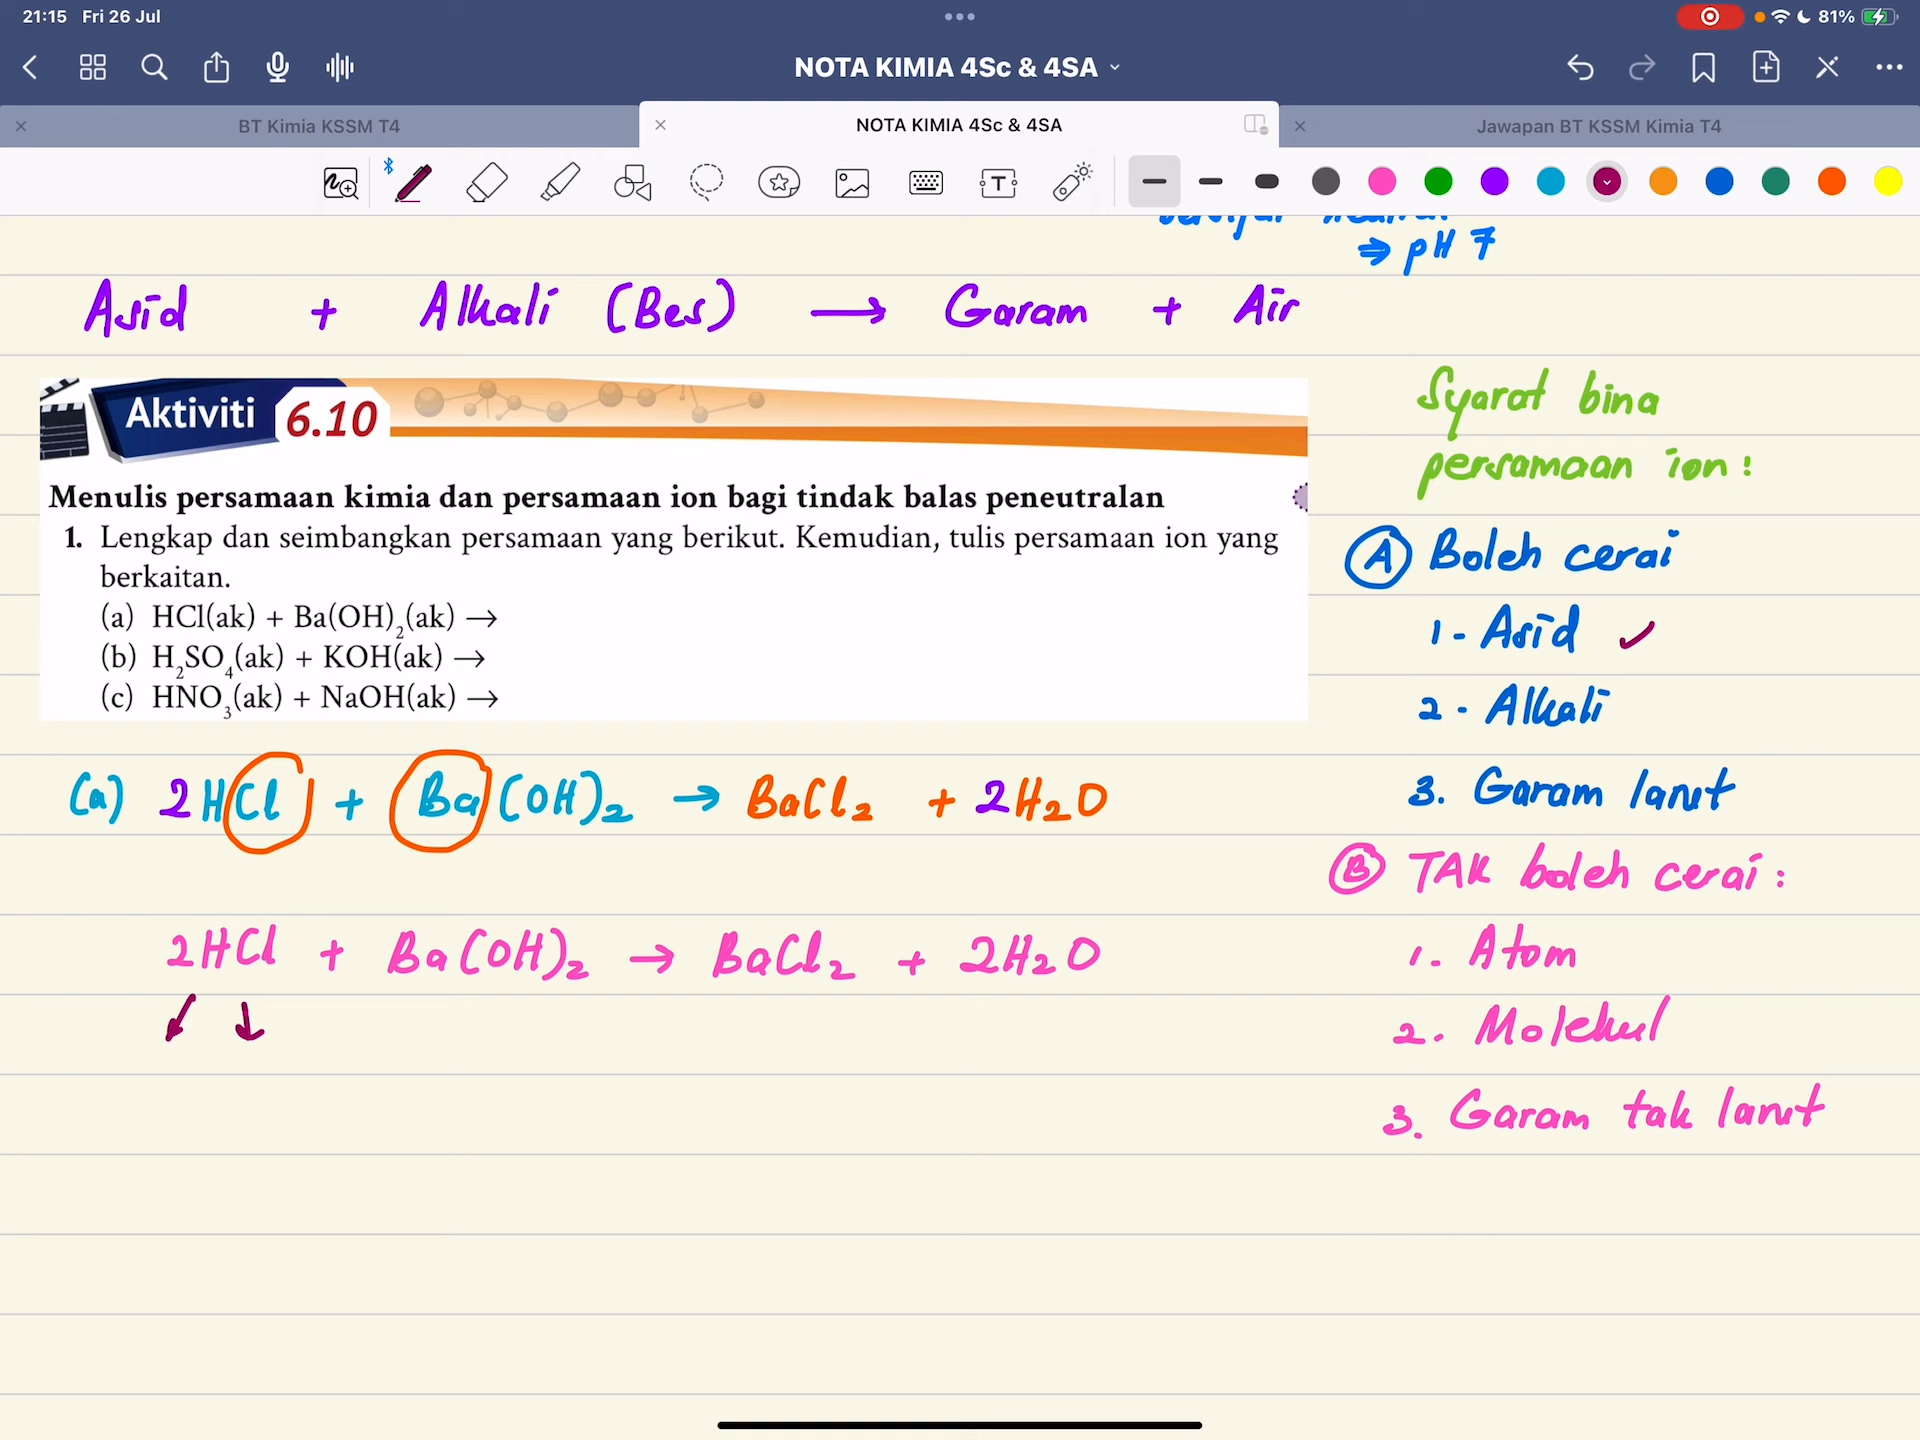 21:15 Fri 26 Jul
81%
NOTA KIMIA 4Sc & 4SA
BT Kimia KSSM T4
NOTA KIMIA 4Sc & 4SA
Jawapan BT KSSM Kimia T4
⇒ pH 7
Asid + Alkali (Bes) → Garam + Air
Aktiviti 6.10
Menulis persamaan kimia dan persamaan ion bagi tindak balas peneutralan
1. Lengkap dan seimbangkan persamaan yang berikut. Kemudian, tulis persamaan ion yang
berkaitan.
(a) HCl(ak) + Ba(OH)₂(ak) →
(b) H₂SO₄(ak) + KOH(ak) →
(c) HNO₃(ak) + NaOH(ak) →
(a) 2HCl + Ba(OH)₂ → BaCl₂ + 2H₂O
2HCl + Ba(OH)₂ → BaCl₂ + 2H₂O
Syarat bina
persamaan ion :
Ⓐ Boleh cerai
1 - Asid ✓
2 - Alkali
3. Garam larut
Ⓑ TAK boleh cerai :
1. Atom
2. Molekul
3. Garam tak larut